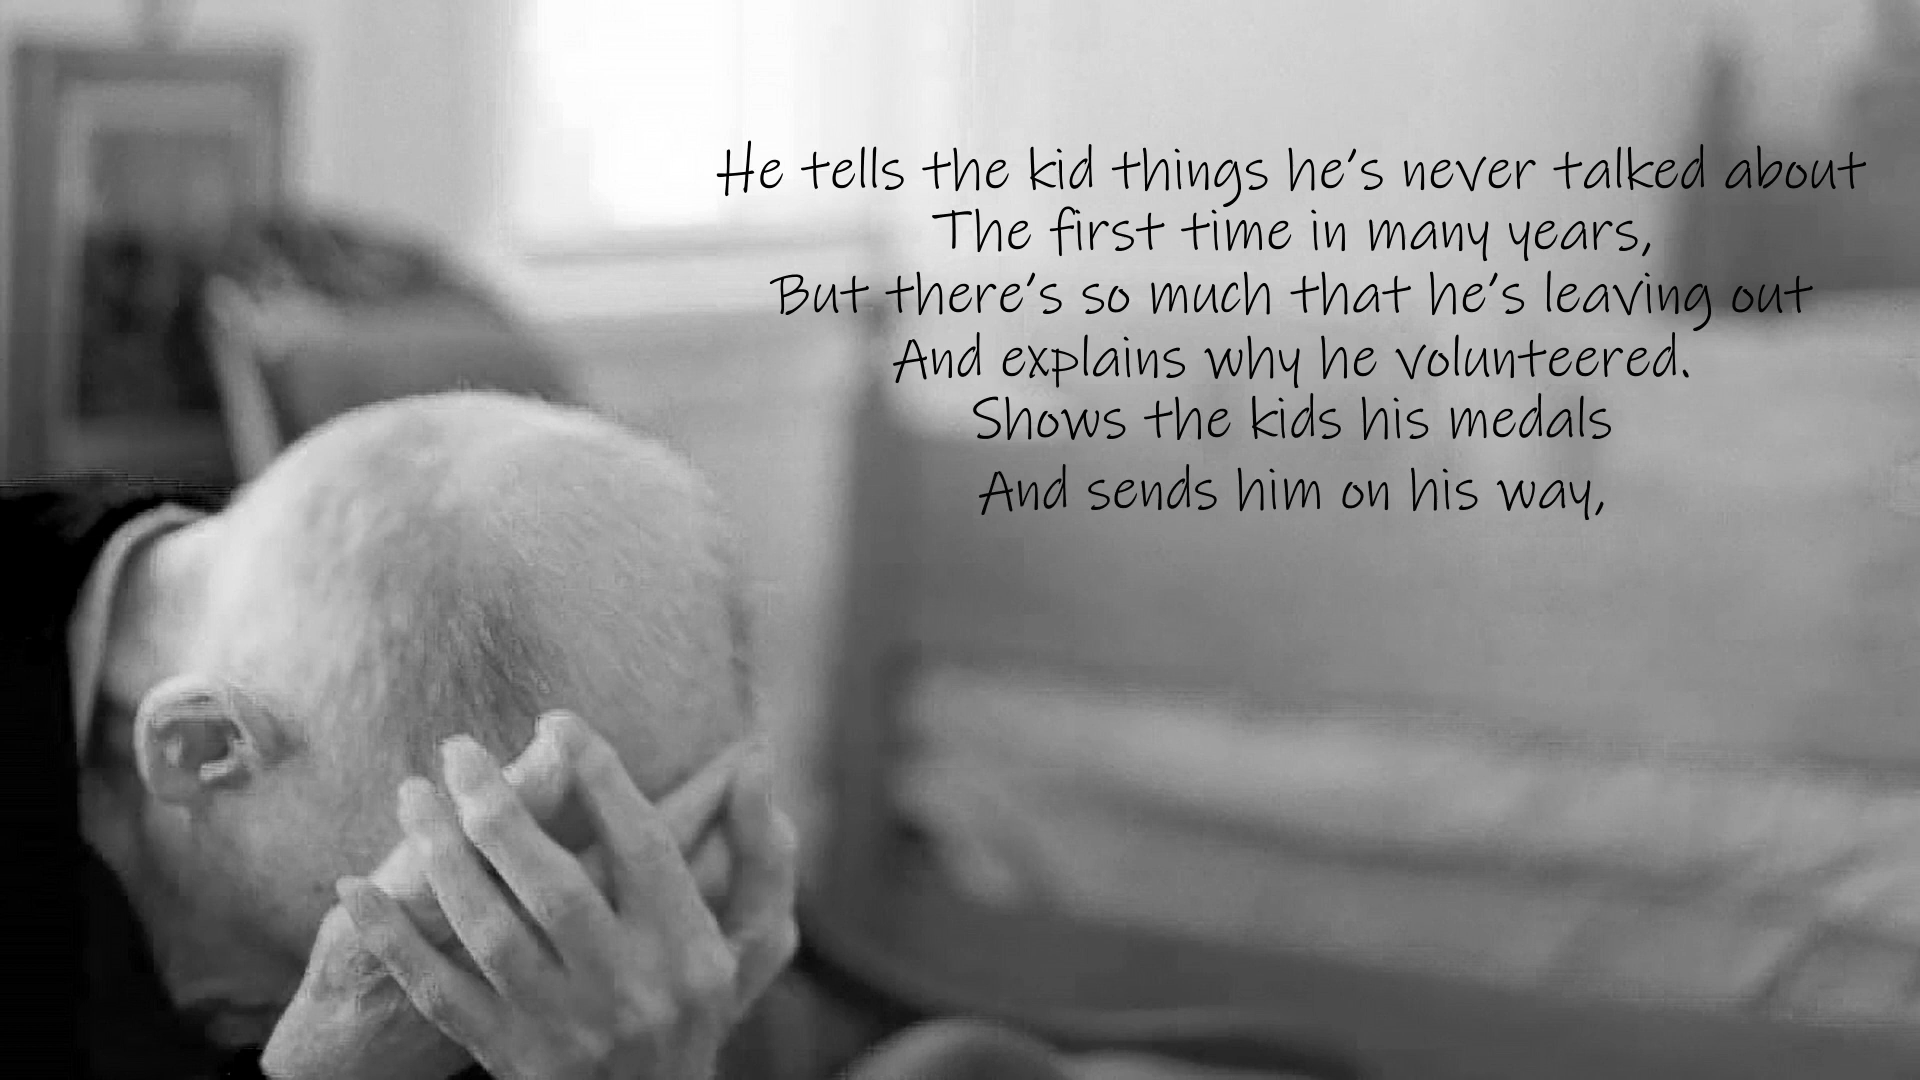 He tells the kid things he's never talked about
The first time in many years,
But there's so much that he's leaving out
And explains why he volunteered.
Shows the kids his medals
And sends him on his way,